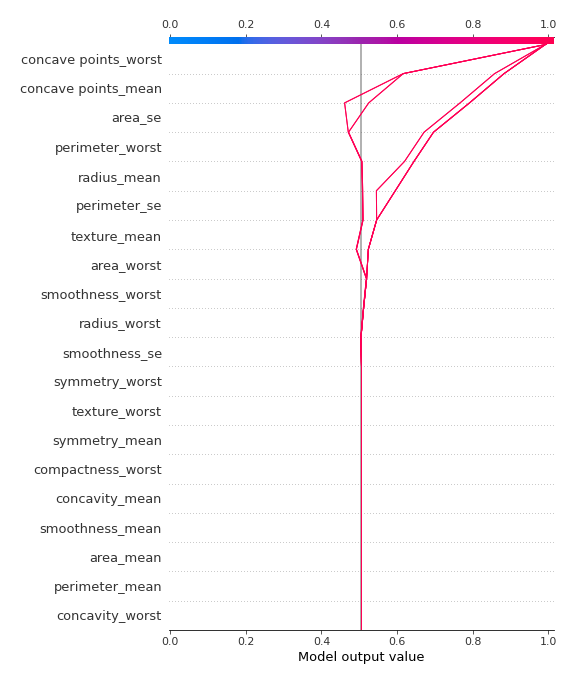 0.0 0.2 0.4 0.6 0.8 1.0
concave points_worst
concave points_mean
area_se
perimeter_worst
radius_mean
perimeter_se
texture_mean
area_worst
smoothness_worst
radius_worst
smoothness_se
symmetry_worst
texture_worst
symmetry_mean
compactness_worst
concavity_mean
smoothness_mean
area_mean
perimeter_mean
concavity_worst
0.0 0.2 0.4 0.6 0.8 1.0
Model output value